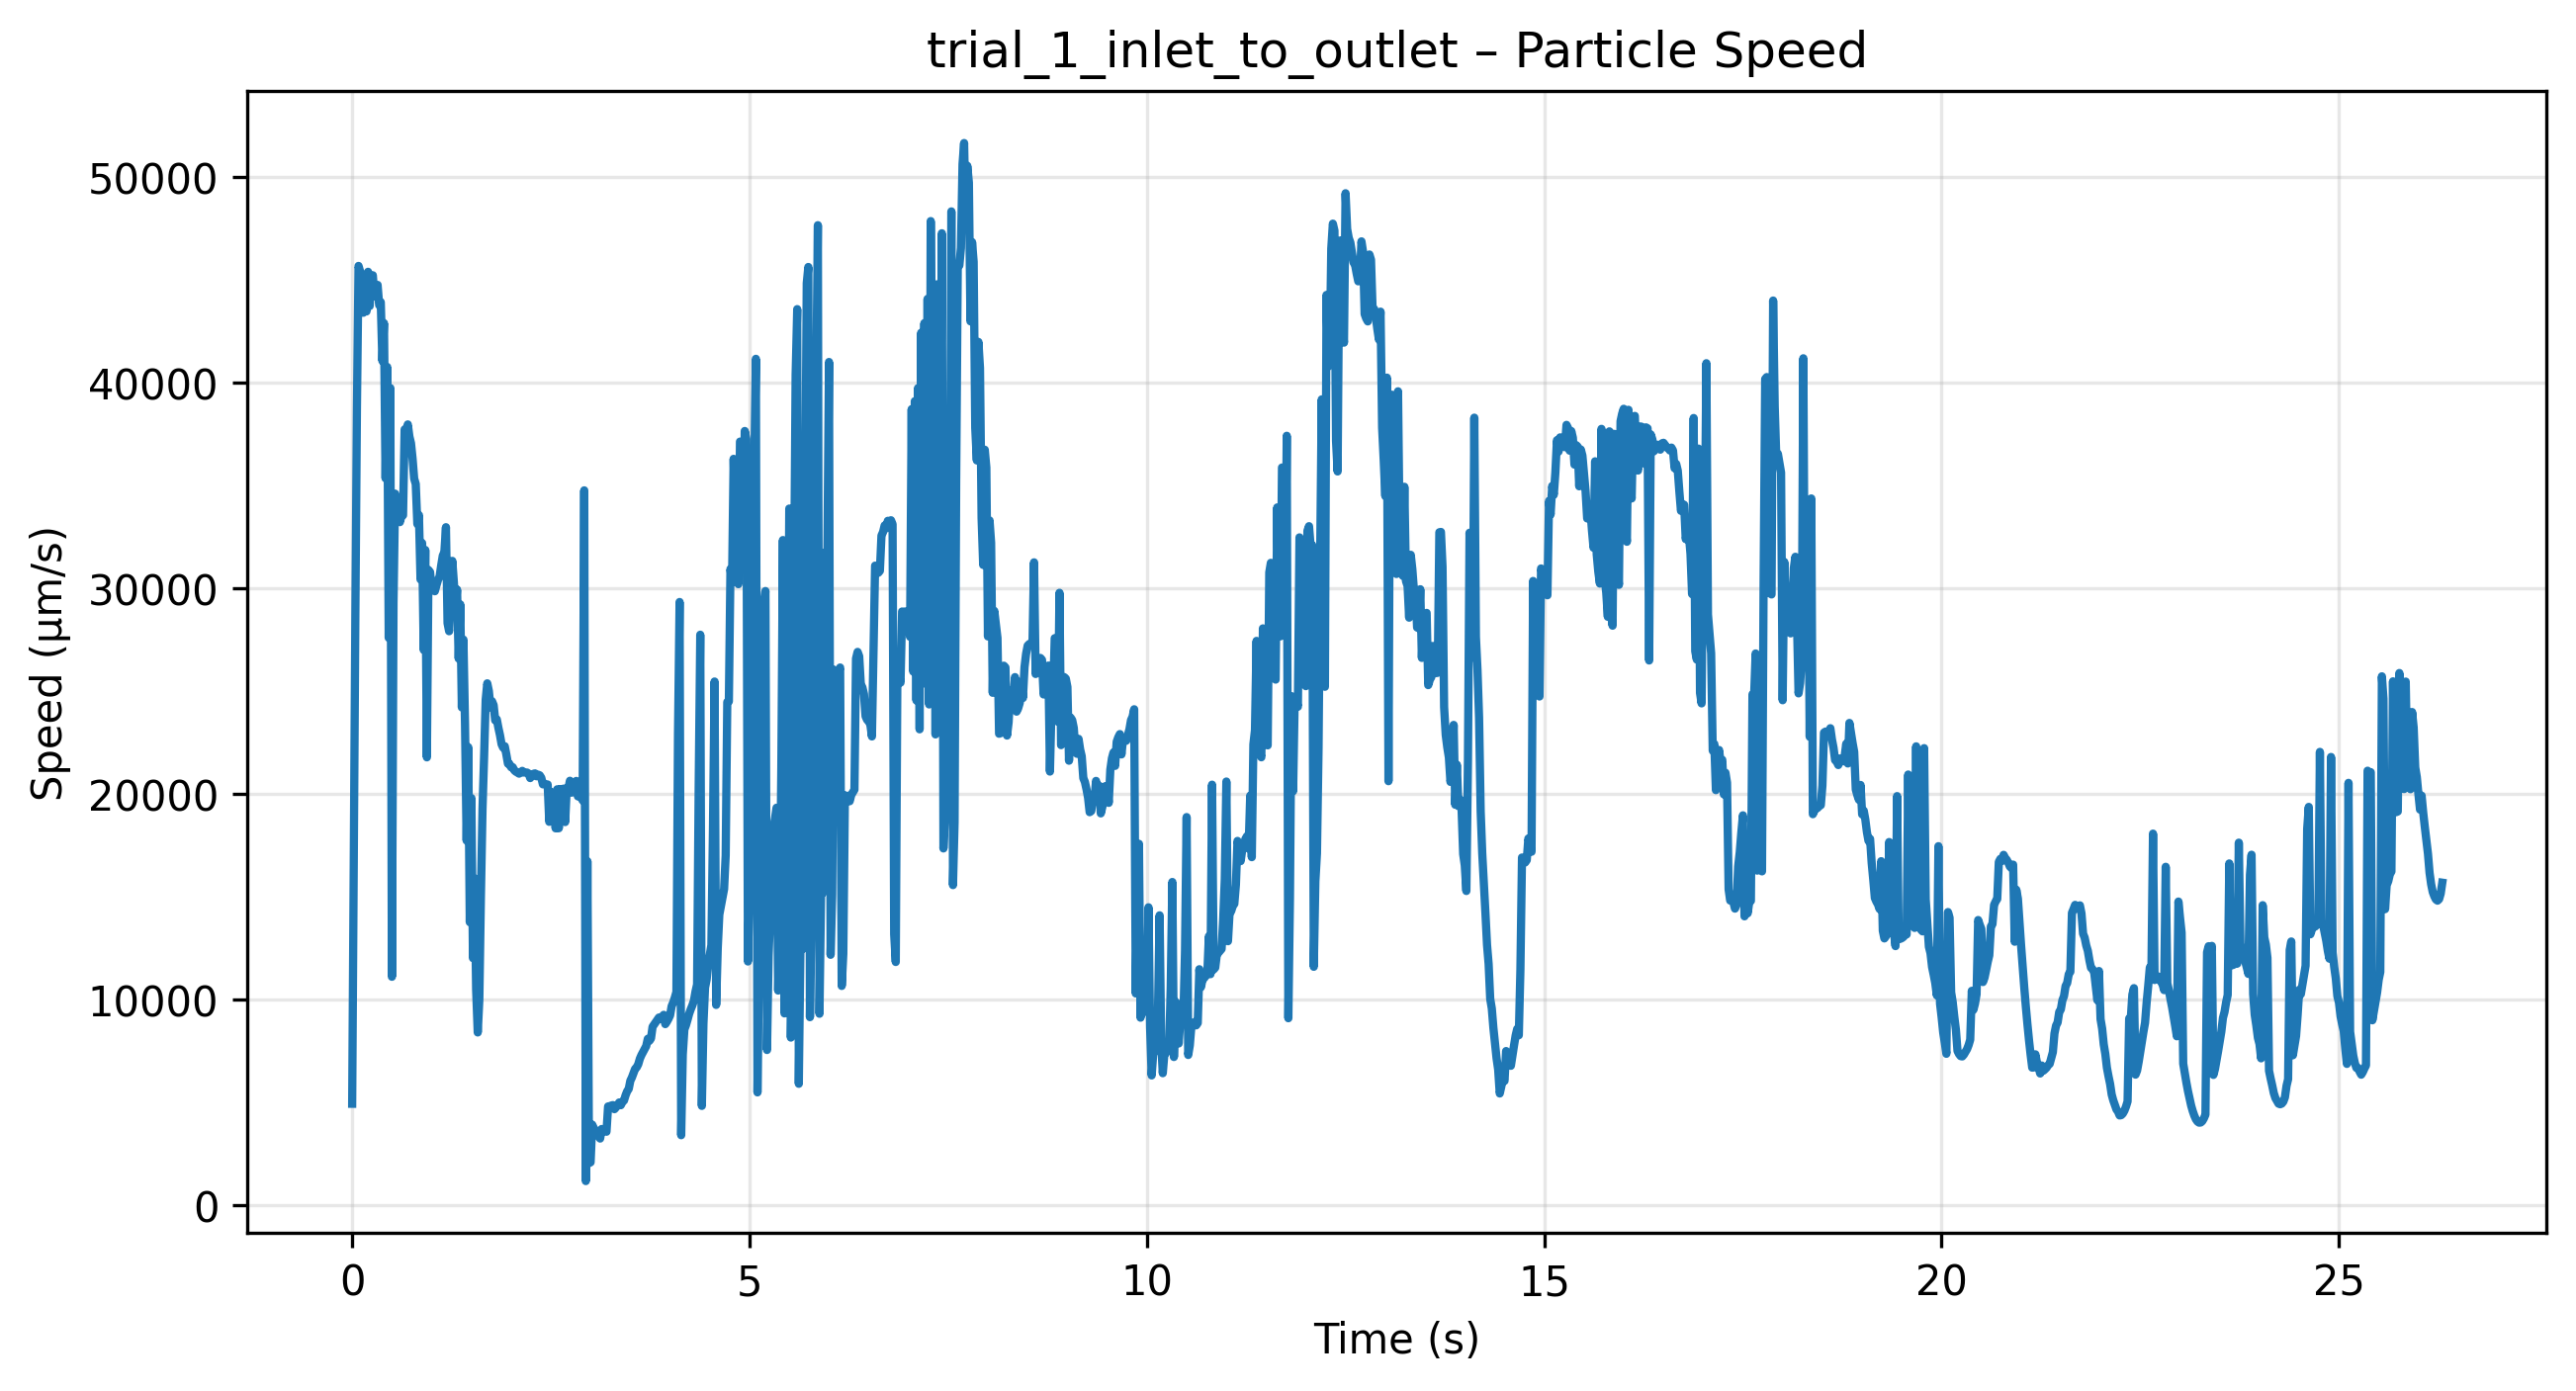 trial_1_inlet_to_outlet – Particle Speed
Speed (µm/s)
50000
40000
30000
20000
10000
0
0 5 10 15 20 25
Time (s)